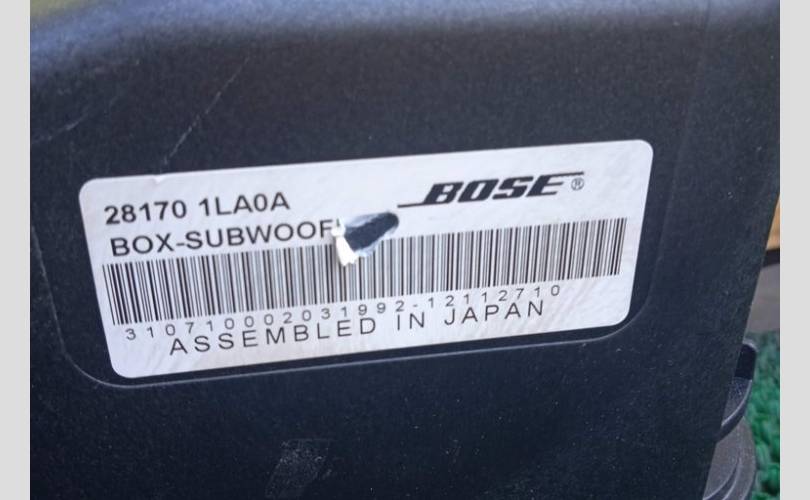 28170 1LA0A
BOSE®
BOX-SUBWOOF
310710002031992-12112710
ASSEMBLED IN JAPAN